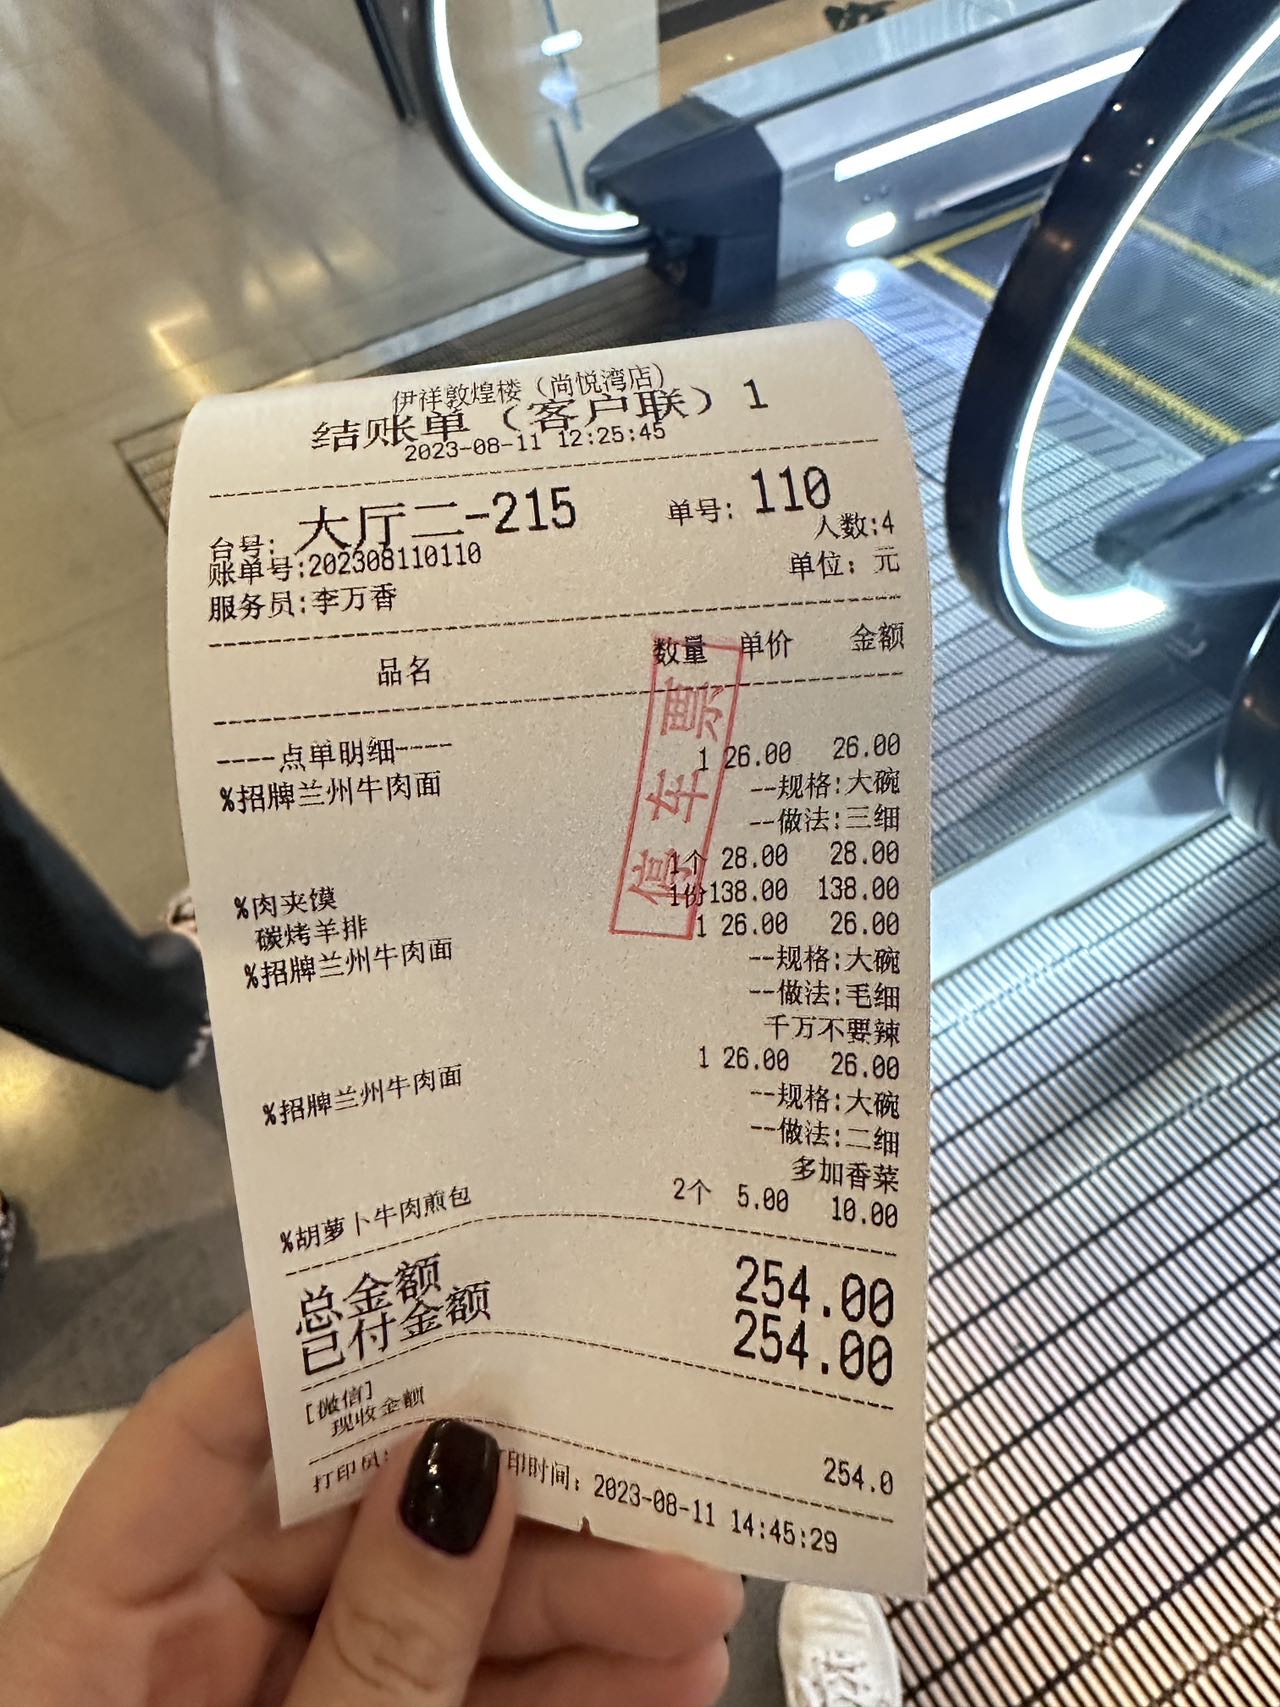 伊祥敦煌楼（尚悦湾店）
结账单（客户联）1
2023-08-11 12:25:45
台号: 大厅二-215 单号: 110
账单号:202308110110 人数:4
服务员:李万香 单位: 元
品名 数量 单价 金额
----点单明细----
%招牌兰州牛肉面 1 26.00 26.00
--规格:大碗
--做法:三细
%肉夹馍 1个 28.00 28.00
碳烤羊排 1份138.00 138.00
%招牌兰州牛肉面 1 26.00 26.00
--规格:大碗
--做法:毛细
千万不要辣
%招牌兰州牛肉面 1 26.00 26.00
--规格:大碗
--做法:二细
多加香菜
%胡萝卜牛肉煎包 2个 5.00 10.00
总金额 254.00
已付金额 254.00
[微信]
现收金额 254.0
打印员: 印时间: 2023-08-11 14:45:29
停车票